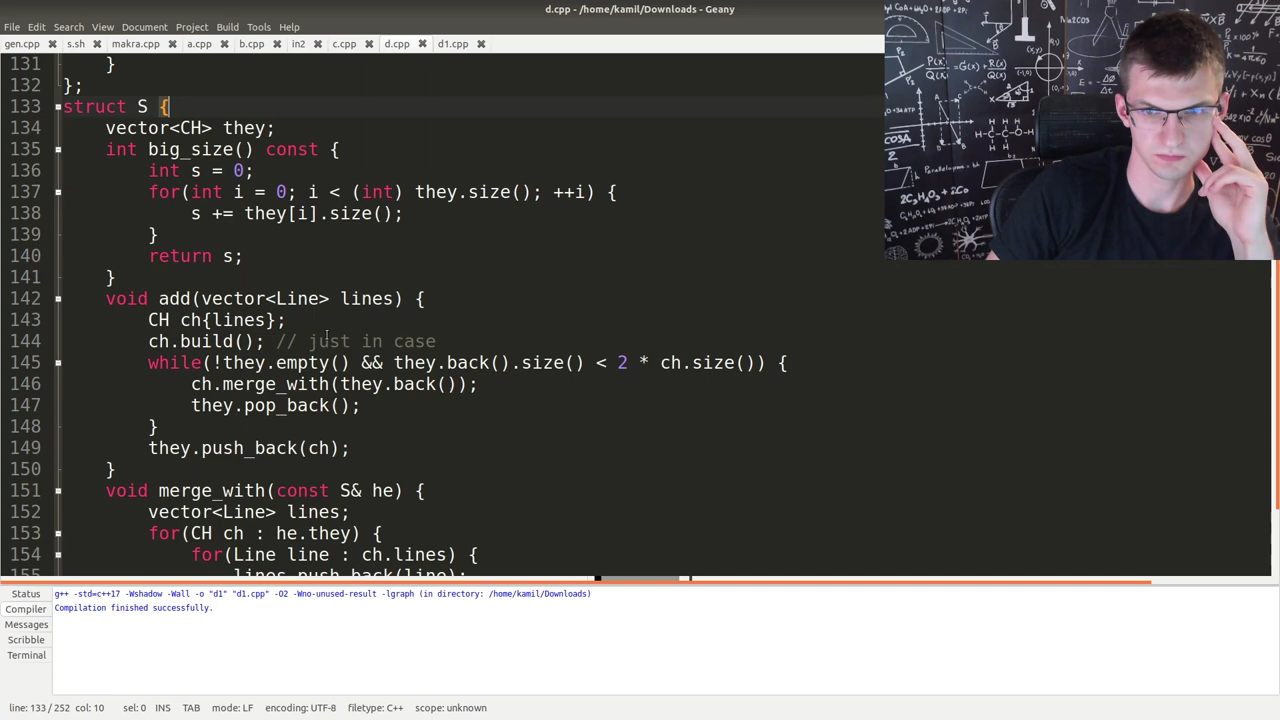 d.cpp - /home/kamil/Downloads - Geany
File Edit Search View Document Project Build Tools Help
gen.cpp s.sh makra.cpp a.cpp b.cpp in2 c.cpp d.cpp d1.cpp
131 }
132 };
133 struct S {
134 vector<CH> they;
135 int big_size() const {
136 int s = 0;
137 for(int i = 0; i < (int) they.size(); ++i) {
138 s += they[i].size();
139 }
140 return s;
141 }
142 void add(vector<Line> lines) {
143 CH ch{lines};
144 ch.build(); // just in case
145 while(!they.empty() && they.back().size() < 2 * ch.size()) {
146 ch.merge_with(they.back());
147 they.pop_back();
148 }
149 they.push_back(ch);
150 }
151 void merge_with(const S& he) {
152 vector<Line> lines;
153 for(CH ch : he.they) {
154 for(Line line : ch.lines) {
155 lines.push_back(line);
Status
Compiler
Messages
Scribble
Terminal
g++ -std=c++17 -Wshadow -Wall -o "d1" "d1.cpp" -O2 -Wno-unused-result -lgraph (in directory: /home/kamil/Downloads)
Compilation finished successfully.
line: 133 / 252 col: 10 sel: 0 INS TAB mode: LF encoding: UTF-8 filetype: C++ scope: unknown